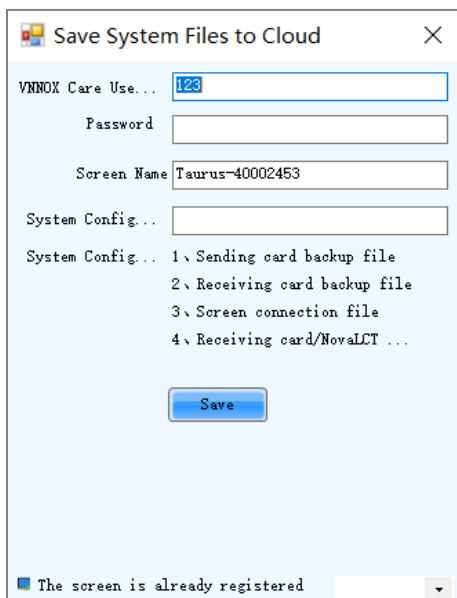 Save System Files to Cloud
VNNOX Care Use... 123
Password
Screen Name Taurus-40002453
System Config...
System Config... 1、Sending card backup file
2、Receiving card backup file
3、Screen connection file
4、Receiving card/NovaLCT ...
Save
The screen is already registered